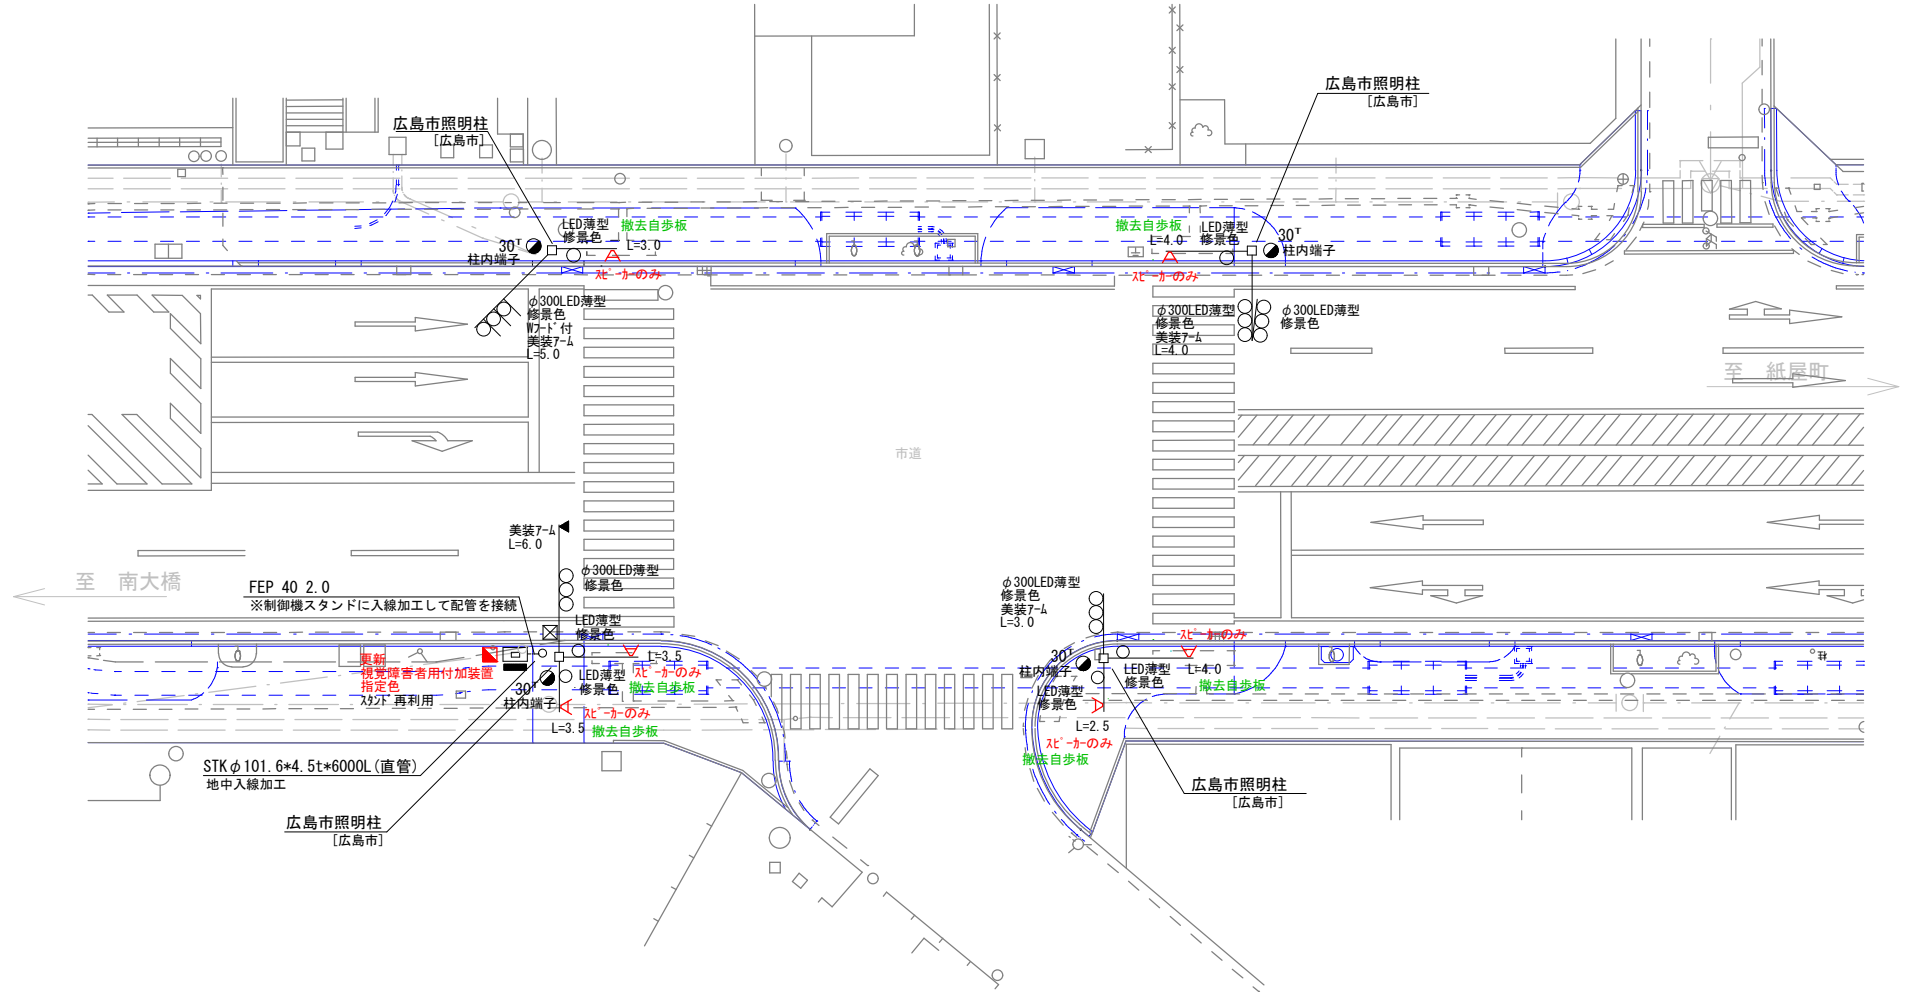 広島市照明柱
[広島市]
LED薄型
修景色
撤去自歩板
L=3.0
30T
柱内端子
スピーカーのみ
φ300LED薄型
修景色
Wフード付
美装アーム
L=5.0
広島市照明柱
[広島市]
撤去自歩板
LED薄型
修景色
L=4.0
30T
柱内端子
スピーカーのみ
φ300LED薄型
修景色
美装アーム
L=4.0
φ300LED薄型
修景色
至 紙屋町
市道
至 南大橋
美装アーム
L=6.0
φ300LED薄型
修景色
FEP 40 2.0
※制御機スタンドに入線加工して配管を接続
LED薄型
修景色
更新
視覚障害者用付加装置
指定色
スタンド 再利用
L=3.5
スピーカーのみ
撤去自歩板
LED薄型
修景色
30T
柱内端子
スピーカーのみ
L=3.5
撤去自歩板
STKφ101.6*4.5t*6000L(直管)
地中入線加工
広島市照明柱
[広島市]
φ300LED薄型
修景色
美装アーム
L=3.0
スピーカーのみ
30T
柱内端子
LED薄型
修景色
L=4.0
撤去自歩板
LED薄型
修景色
L=2.5
スピーカーのみ
撤去自歩板
広島市照明柱
[広島市]